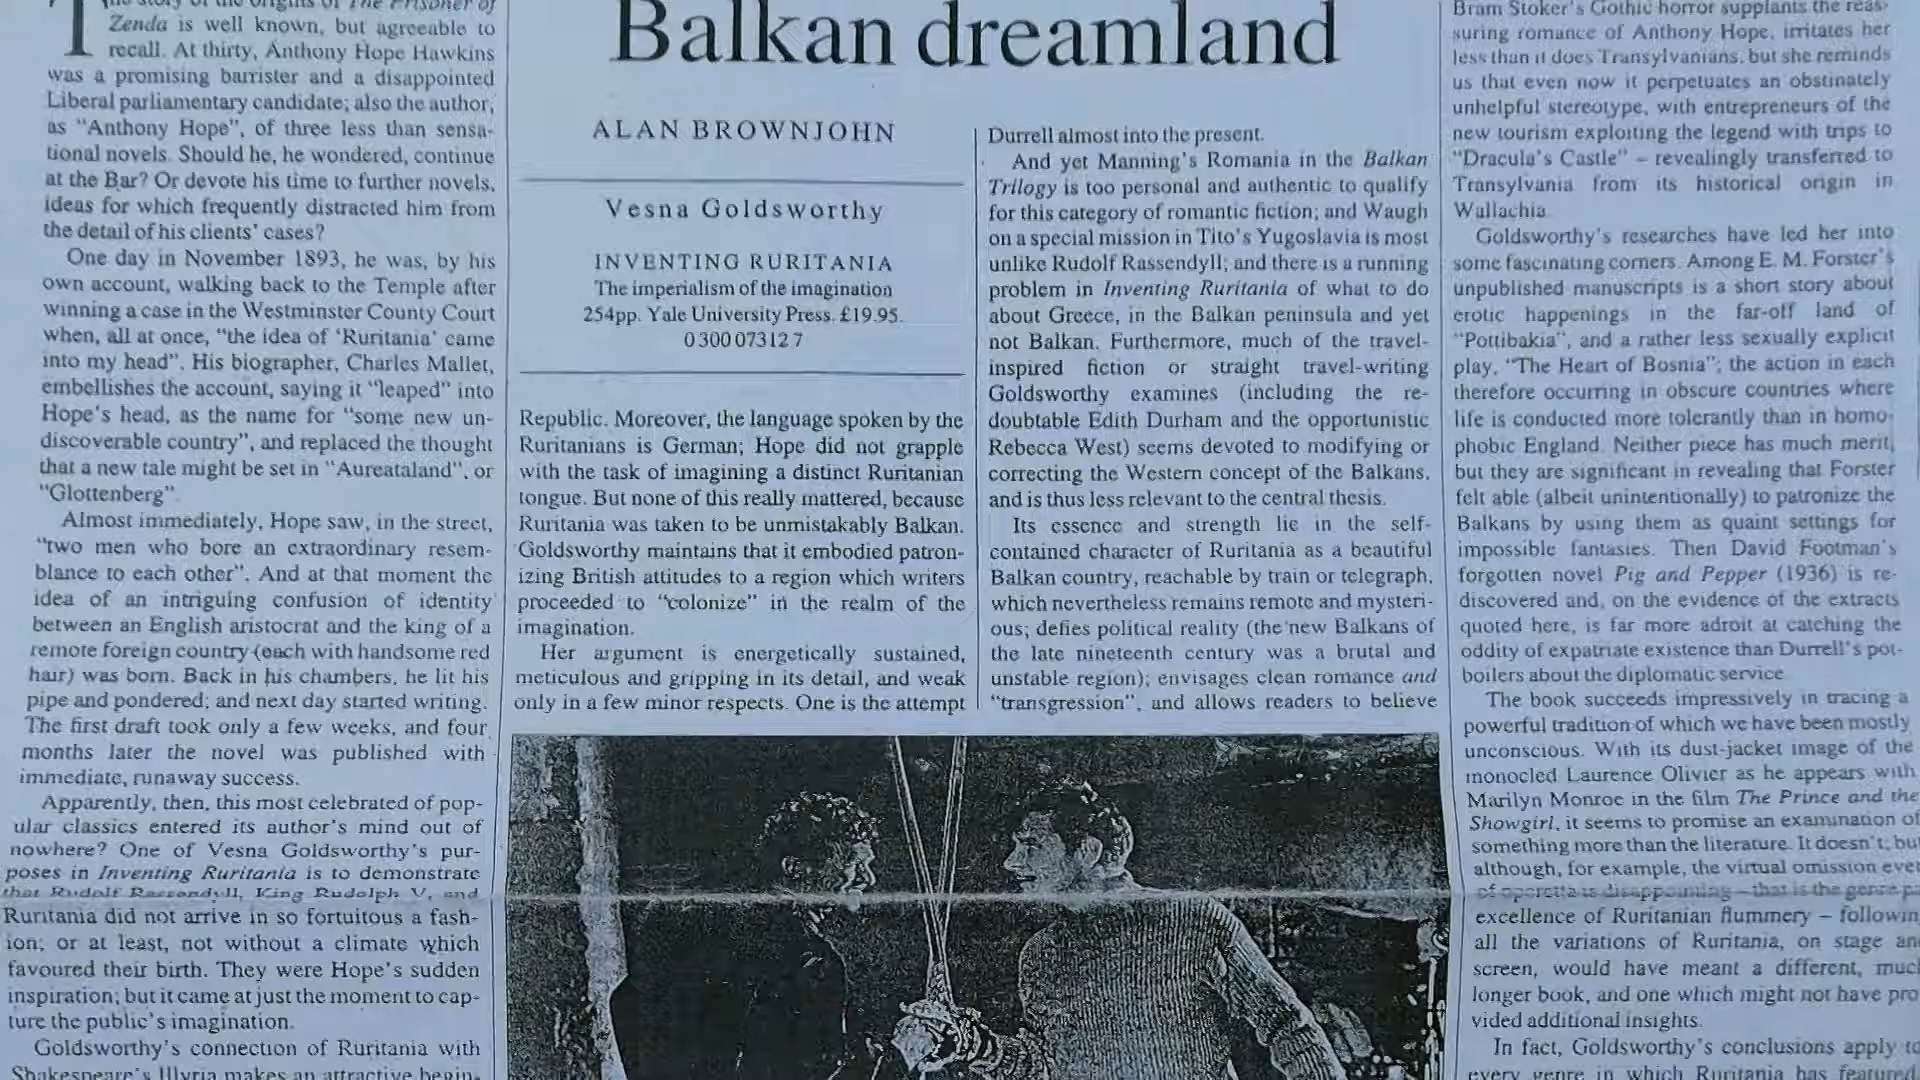 The story of the origins of The Prisoner of
Zenda is well known, but agreeable to
recall. At thirty, Anthony Hope Hawkins
was a promising barrister and a disappointed
Liberal parliamentary candidate; also the author,
as "Anthony Hope", of three less than sensa-
tional novels. Should he, he wondered, continue
at the Bar? Or devote his time to further novels,
ideas for which frequently distracted him from
the detail of his clients' cases?
One day in November 1893, he was, by his
own account, walking back to the Temple after
winning a case in the Westminster County Court
when, all at once, "the idea of 'Ruritania' came
into my head". His biographer, Charles Mallet,
embellishes the account, saying it "leaped" into
Hope's head, as the name for "some new un-
discoverable country", and replaced the thought
that a new tale might be set in "Aureataland", or
"Glottenberg".
Almost immediately, Hope saw, in the street,
"two men who bore an extraordinary resem-
blance to each other". And at that moment the
idea of an intriguing confusion of identity
between an English aristocrat and the king of a
remote foreign country (each with handsome red
hair) was born. Back in his chambers, he lit his
pipe and pondered; and next day started writing.
The first draft took only a few weeks, and four
months later the novel was published with
immediate, runaway success.
Apparently, then, this most celebrated of pop-
ular classics entered its author's mind out of
nowhere? One of Vesna Goldsworthy's pur-
poses in Inventing Ruritania is to demonstrate
that Rudolf Rassendyll, King Rudolph V, and
Ruritania did not arrive in so fortuitous a fash-
ion; or at least, not without a climate which
favoured their birth. They were Hope's sudden
inspiration; but it came at just the moment to cap-
ture the public's imagination.
Goldsworthy's connection of Ruritania with
Shakespeare's Illyria makes an attractive begin-
Balkan dreamland
ALAN BROWNJOHN
Vesna Goldsworthy
INVENTING RURITANIA
The imperialism of the imagination
254pp. Yale University Press. £19.95.
0 300 07312 7
Republic. Moreover, the language spoken by the
Ruritanians is German; Hope did not grapple
with the task of imagining a distinct Ruritanian
tongue. But none of this really mattered, because
Ruritania was taken to be unmistakably Balkan.
Goldsworthy maintains that it embodied patron-
izing British attitudes to a region which writers
proceeded to "colonize" in the realm of the
imagination.
Her argument is energetically sustained,
meticulous and gripping in its detail, and weak
only in a few minor respects. One is the attempt
Durrell almost into the present.
And yet Manning's Romania in the Balkan
Trilogy is too personal and authentic to qualify
for this category of romantic fiction; and Waugh
on a special mission in Tito's Yugoslavia is most
unlike Rudolf Rassendyll; and there is a running
problem in Inventing Ruritania of what to do
about Greece, in the Balkan peninsula and yet
not Balkan. Furthermore, much of the travel-
inspired fiction or straight travel-writing
Goldsworthy examines (including the re-
doubtable Edith Durham and the opportunistic
Rebecca West) seems devoted to modifying or
correcting the Western concept of the Balkans,
and is thus less relevant to the central thesis.
Its essence and strength lie in the self-
contained character of Ruritania as a beautiful
Balkan country, reachable by train or telegraph,
which nevertheless remains remote and mysteri-
ous; defies political reality (the new Balkans of
the late nineteenth century was a brutal and
unstable region); envisages clean romance and
"transgression", and allows readers to believe
Bram Stoker's Gothic horror supplants the reas-
suring romance of Anthony Hope, irritates her
less than it does Transylvanians, but she reminds
us that even now it perpetuates an obstinately
unhelpful stereotype, with entrepreneurs of the
new tourism exploiting the legend with trips to
"Dracula's Castle" – revealingly transferred to
Transylvania from its historical origin in
Wallachia.
Goldsworthy's researches have led her into
some fascinating corners. Among E. M. Forster's
unpublished manuscripts is a short story about
erotic happenings in the far-off land of
"Pottibakia", and a rather less sexually explicit
play, "The Heart of Bosnia"; the action in each
therefore occurring in obscure countries where
life is conducted more tolerantly than in homo-
phobic England. Neither piece has much merit,
but they are significant in revealing that Forster
felt able (albeit unintentionally) to patronize the
Balkans by using them as quaint settings for
impossible fantasies. Then David Footman's
forgotten novel Pig and Pepper (1936) is re-
discovered and, on the evidence of the extracts
quoted here, is far more adroit at catching the
oddity of expatriate existence than Durrell's pot-
boilers about the diplomatic service.
The book succeeds impressively in tracing a
powerful tradition of which we have been mostly
unconscious. With its dust-jacket image of the
monocled Laurence Olivier as he appears with
Marilyn Monroe in the film The Prince and the
Showgirl, it seems to promise an examination of
something more than the literature. It doesn't; but
although, for example, the virtual omission even
of operetta is disappointing – that is the genre
excellence of Ruritanian flummery – followin
all the variations of Ruritania, on stage an
screen, would have meant a different, muc
longer book, and one which might not have pro
vided additional insights.
In fact, Goldsworthy's conclusions apply to
every genre in which Ruritania has featured,